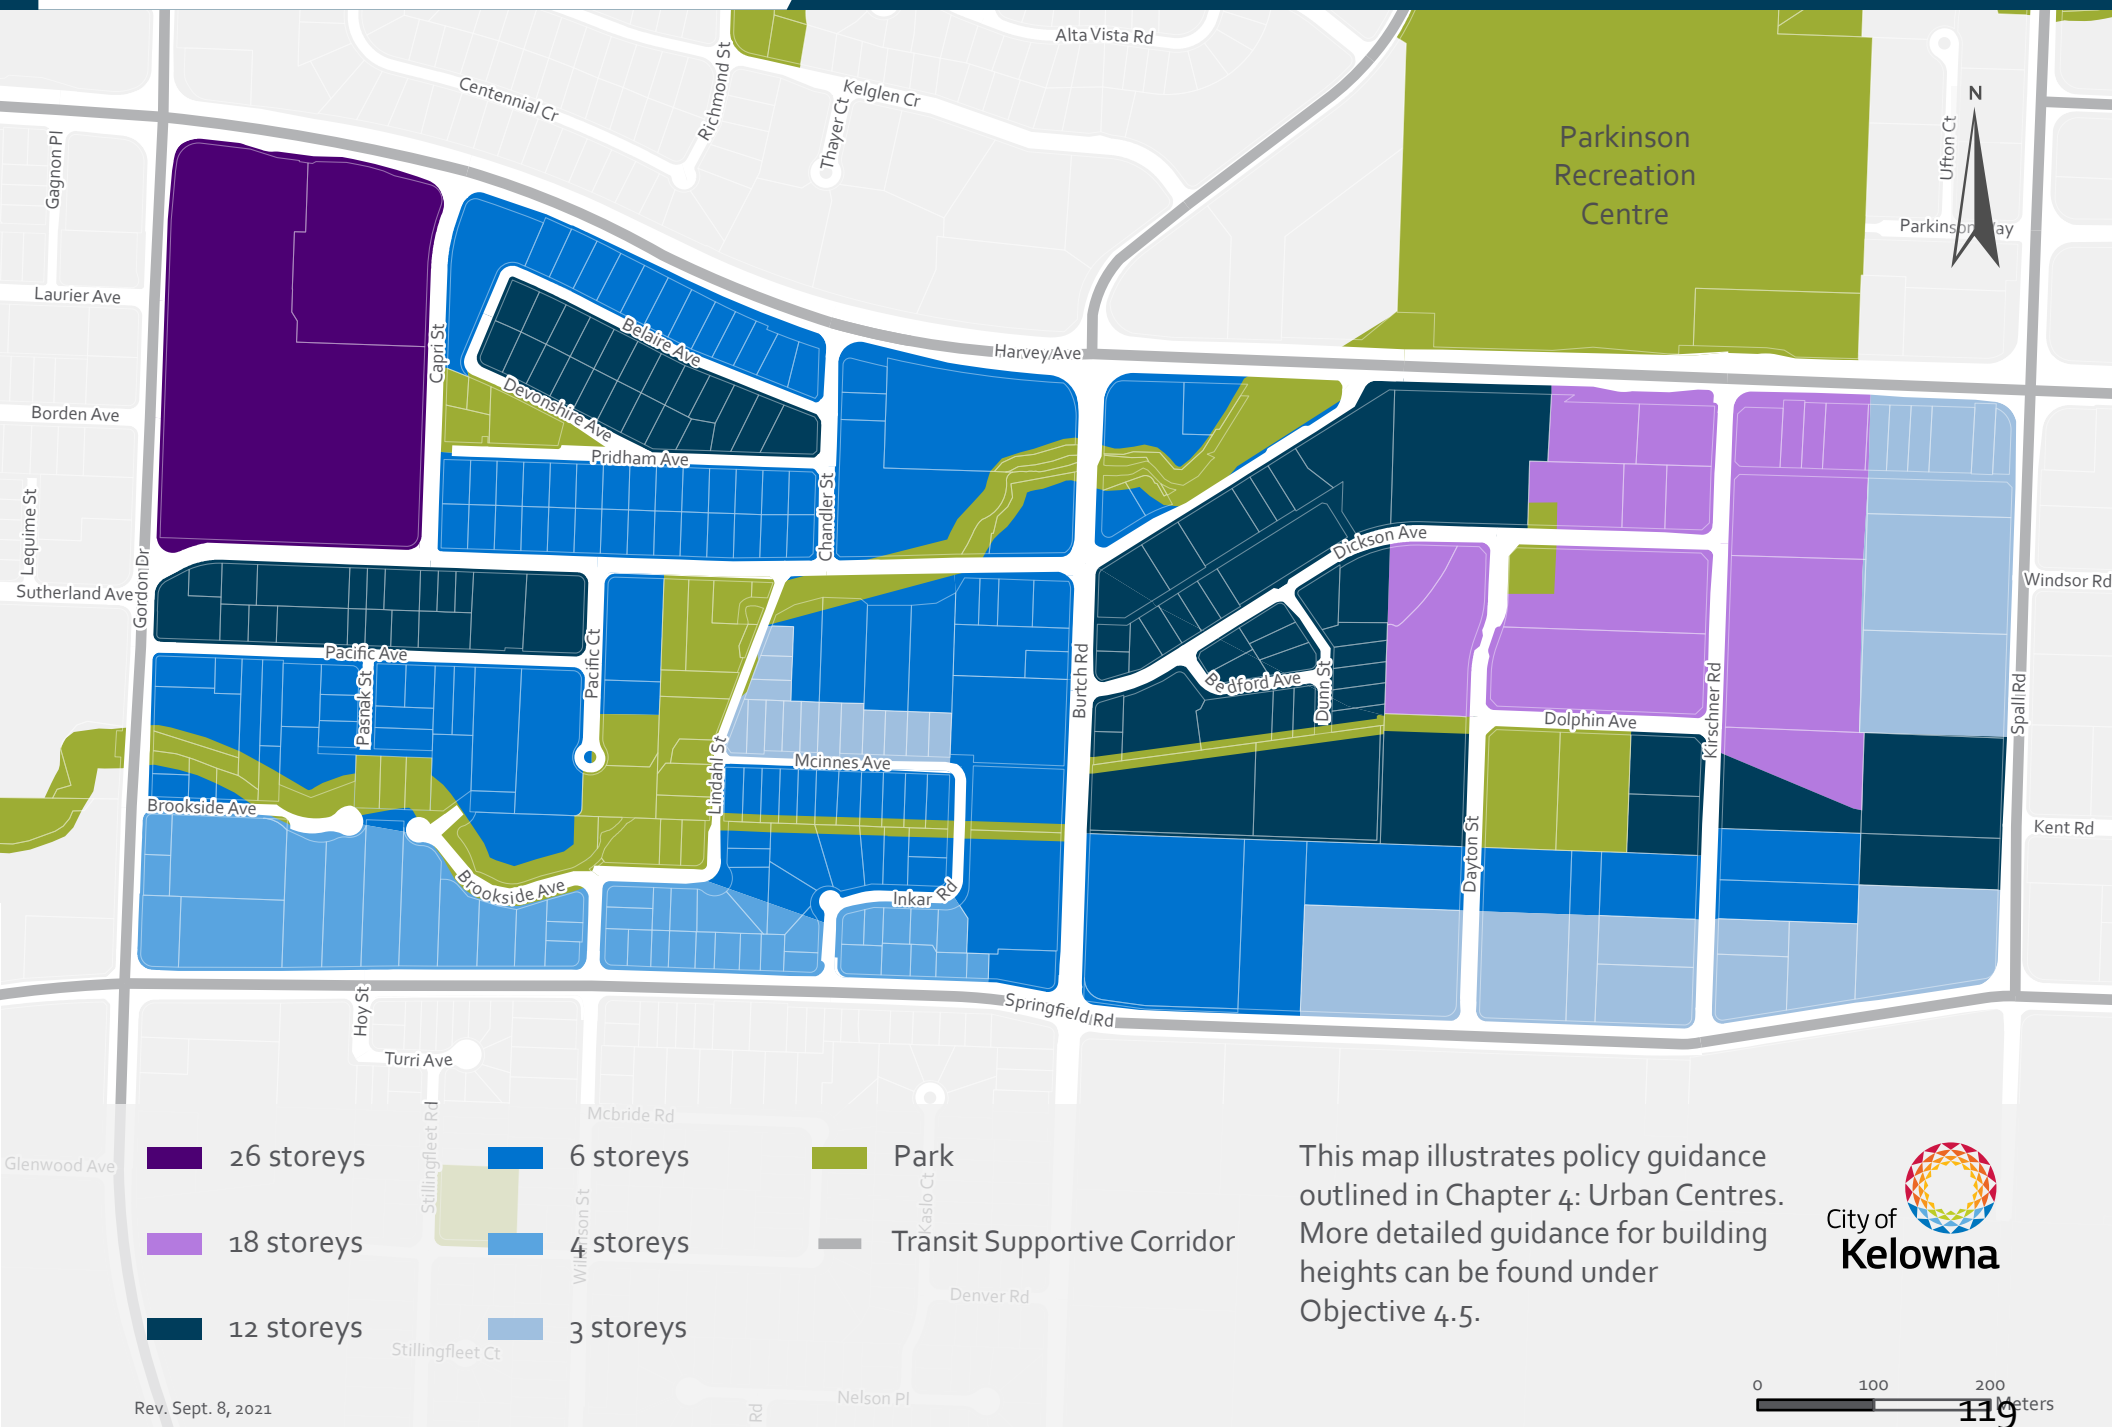 Alta Vista Rd
Centennial Cr
Richmond St
Kelglen Cr
Thayer Ct
Gagnon Pl
Ufton Ct
N
Parkinson
Recreation
Centre
Parkinson Way
Laurier Ave
Capri St
Belaire Ave
Harvey Ave
Devonshire Ave
Borden Ave
Pridham Ave
Lequime St
Chandler St
Dickson Ave
Gordon Dr
Sutherland Ave
Windsor Rd
Pacific Ave
Pacific Ct
Pasnak St
Burtch Rd
Bedford Ave
Dunn St
Kirschner Rd
Spall Rd
Dolphin Ave
Lindahl St
Mcinnes Ave
Brookside Ave
Dayton St
Kent Rd
Brookside Ave
Inkar Rd
Hoy St
Springfield Rd
Turri Ave
Mcbride Rd
Stillingfleet Rd
Glenwood Ave
Wilkinson St
Kaslo Ct
Denver Rd
Stillingfleet Ct
Nelson Pl
Rd
26 storeys
18 storeys
12 storeys
6 storeys
4 storeys
3 storeys
Park
Transit Supportive Corridor
This map illustrates policy guidance
outlined in Chapter 4: Urban Centres.
More detailed guidance for building
heights can be found under
Objective 4.5.
City of
Kelowna
0 100 200
Meters
119
Rev. Sept. 8, 2021